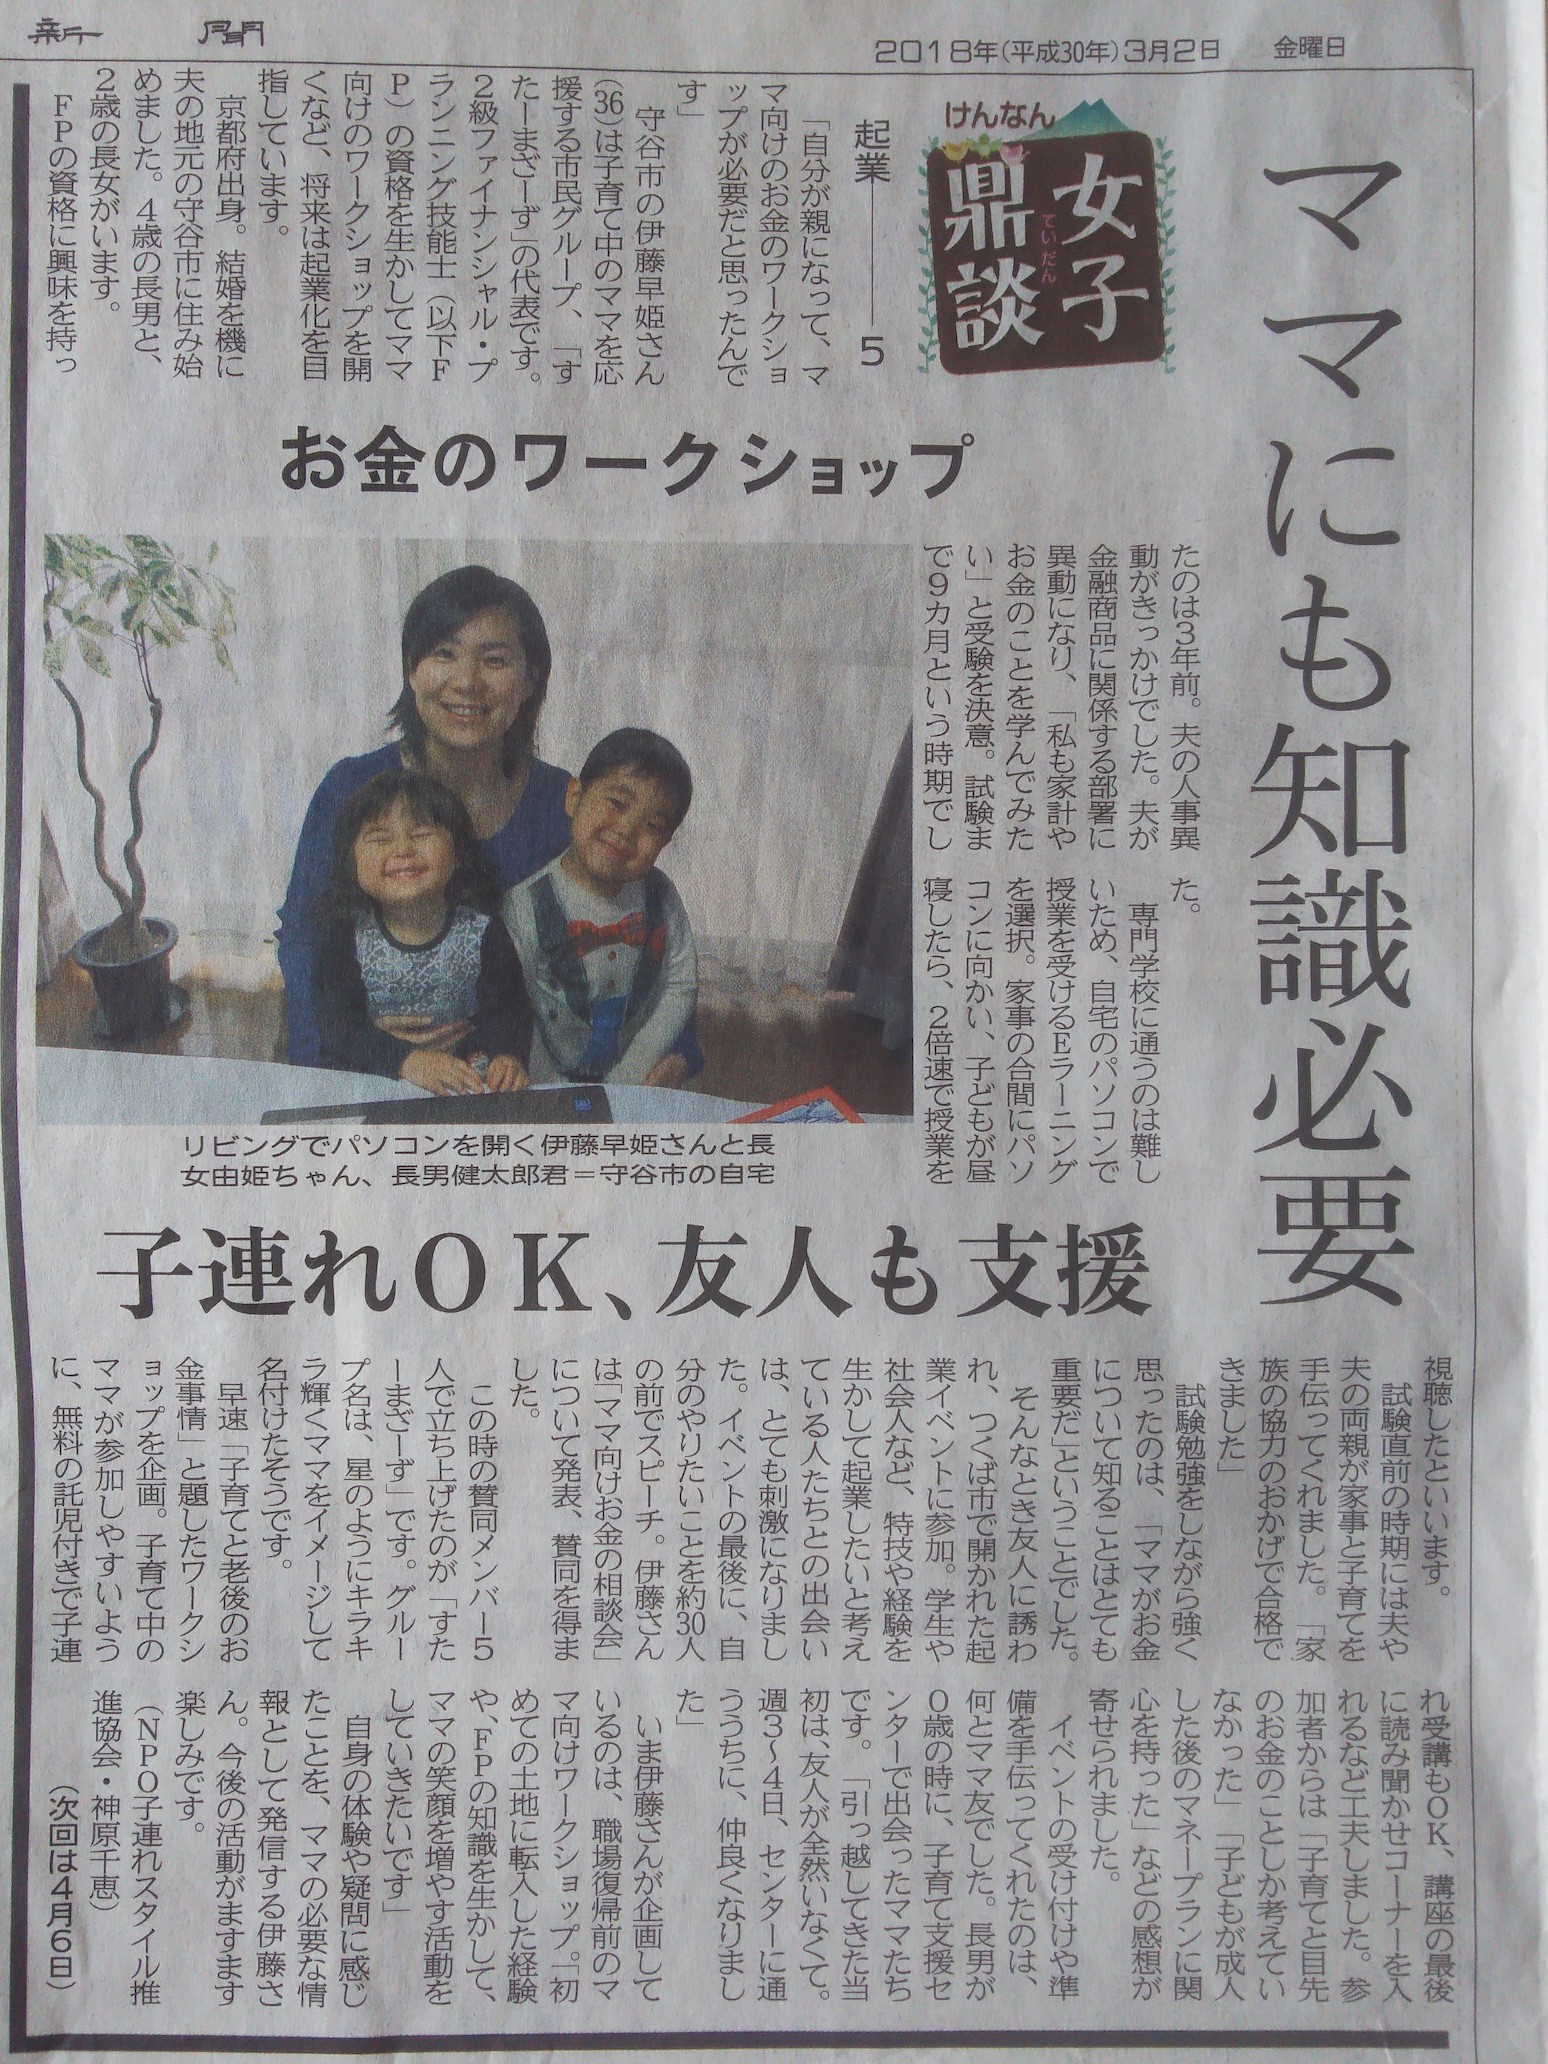 新聞
2018年(平成30年)3月2日　金曜日
けんなん
女子
鼎談
ていだん
起業――5
ママにも知識必要
お金のワークショップ
子連れＯＫ、友人も支援
「自分が親になって、マ
マ向けのお金のワークショ
ップが必要だと思ったんで
す」
守谷市の伊藤早姫さん
(36)は子育て中のママを応
援する市民グループ、「す
たーまざーず」の代表です。
２級ファイナンシャル・プ
ランニング技能士（以下Ｆ
Ｐ）の資格を生かしてママ
向けのワークショップを開
くなど、将来は起業化を目
指しています。
京都府出身。結婚を機に
夫の地元の守谷市に住み始
めました。４歳の長男と、
２歳の長女がいます。
ＦＰの資格に興味を持っ
たのは３年前。夫の人事異
動がきっかけでした。夫が
金融商品に関係する部署に
異動になり、「私も家計や
お金のことを学んでみた
い」と受験を決意。試験ま
で９カ月という時期でし
た。
専門学校に通うのは難し
いため、自宅のパソコンで
授業を受けるＥラーニング
を選択。家事の合間にパソ
コンに向かい、子どもが昼
寝したら、２倍速で授業を
リビングでパソコンを開く伊藤早姫さんと長
女由姫ちゃん、長男健太郎君＝守谷市の自宅
視聴したといいます。
試験直前の時期には夫や
夫の両親が家事と子育てを
手伝ってくれました。「家
族の協力のおかげで合格で
きました」
試験勉強をしながら強く
思ったのは、「ママがお金
について知ることはとても
重要だ」ということでした。
そんなとき友人に誘わ
れ、つくば市で開かれた起
業イベントに参加。学生や
社会人など、特技や経験を
生かして起業したいと考え
ている人たちとの出会い
は、とても刺激になりまし
た。イベントの最後に、自
分のやりたいことを約30人
の前でスピーチ。伊藤さん
は「ママ向けお金の相談会」
について発表、賛同を得ま
した。
この時の賛同メンバー５
人で立ち上げたのが「すた
ーまざーず」です。グルー
プ名は、星のようにキラキ
ラ輝くママをイメージして
名付けたそうです。
早速「子育てと老後のお
金事情」と題したワークシ
ョップを企画。子育て中の
ママが参加しやすいよう
に、無料の託児付きで子連
れ受講もＯＫ、講座の最後
に読み聞かせコーナーを入
れるなど工夫しました。参
加者からは「子育てと目先
のお金のことしか考えてい
なかった」「子どもが成人
した後のマネープランに関
心を持った」などの感想が
寄せられました。
イベントの受け付けや準
備を手伝ってくれたのは、
何とママ友でした。長男が
０歳の時に、子育て支援セ
ンターで出会ったママたち
です。「引っ越してきた当
初は、友人が全然いなくて。
週３～４日、センターに通
ううちに、仲良くなりまし
た」
いま伊藤さんが企画して
いるのは、職場復帰前のマ
マ向けワークショップ。「初
めての土地に転入した経験
や、ＦＰの知識を生かして、
ママの笑顔を増やす活動を
していきたいです」
自身の体験や疑問に感じ
たことを、ママの必要な情
報として発信する伊藤さ
ん。今後の活動がますます
楽しみです。
（ＮＰＯ子連れスタイル推
進協会・神原千恵）
（次回は４月６日）